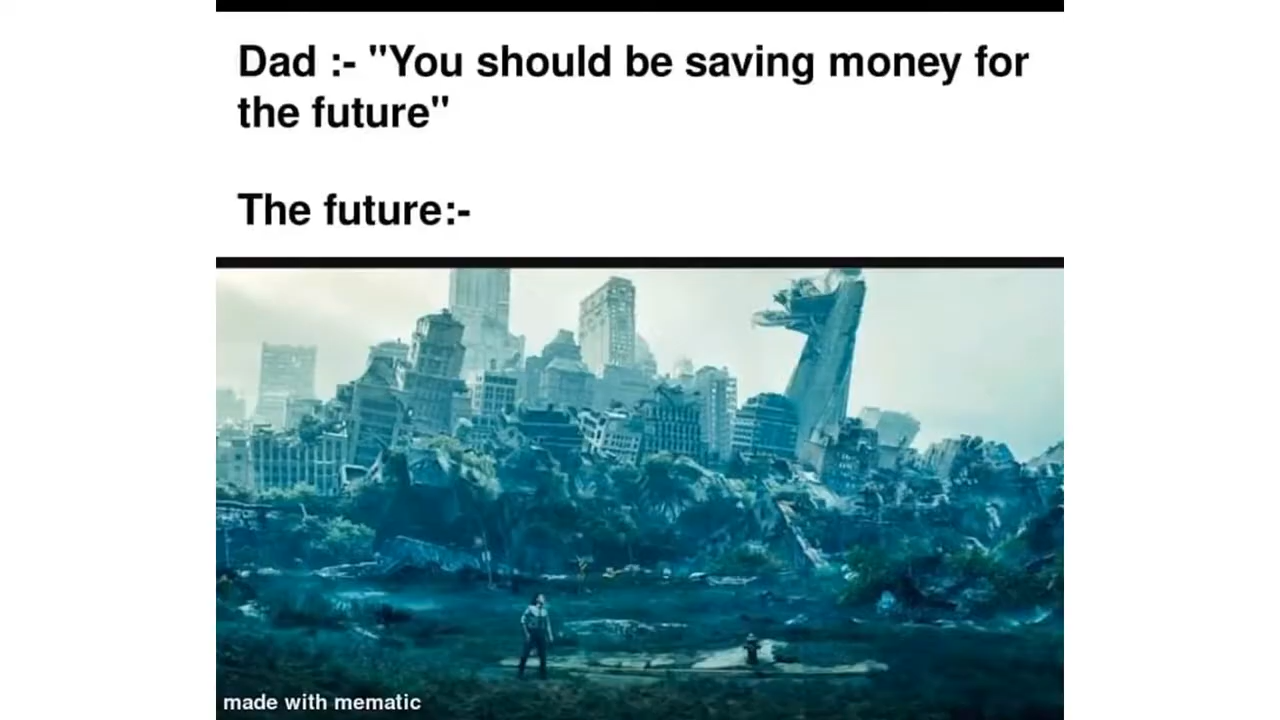 Dad :- "You should be saving money for
the future"
The future:-
made with mematic